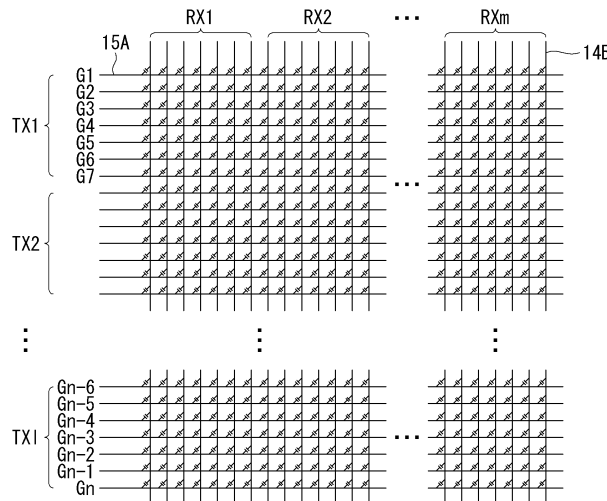 RX1 RX2 ··· RXm
15A
14B
G1
G2
G3
TX1 G4
G5
G6
G7
···
TX2
Gn-6
Gn-5
Gn-4
TXl Gn-3 ···
Gn-2
Gn-1
Gn